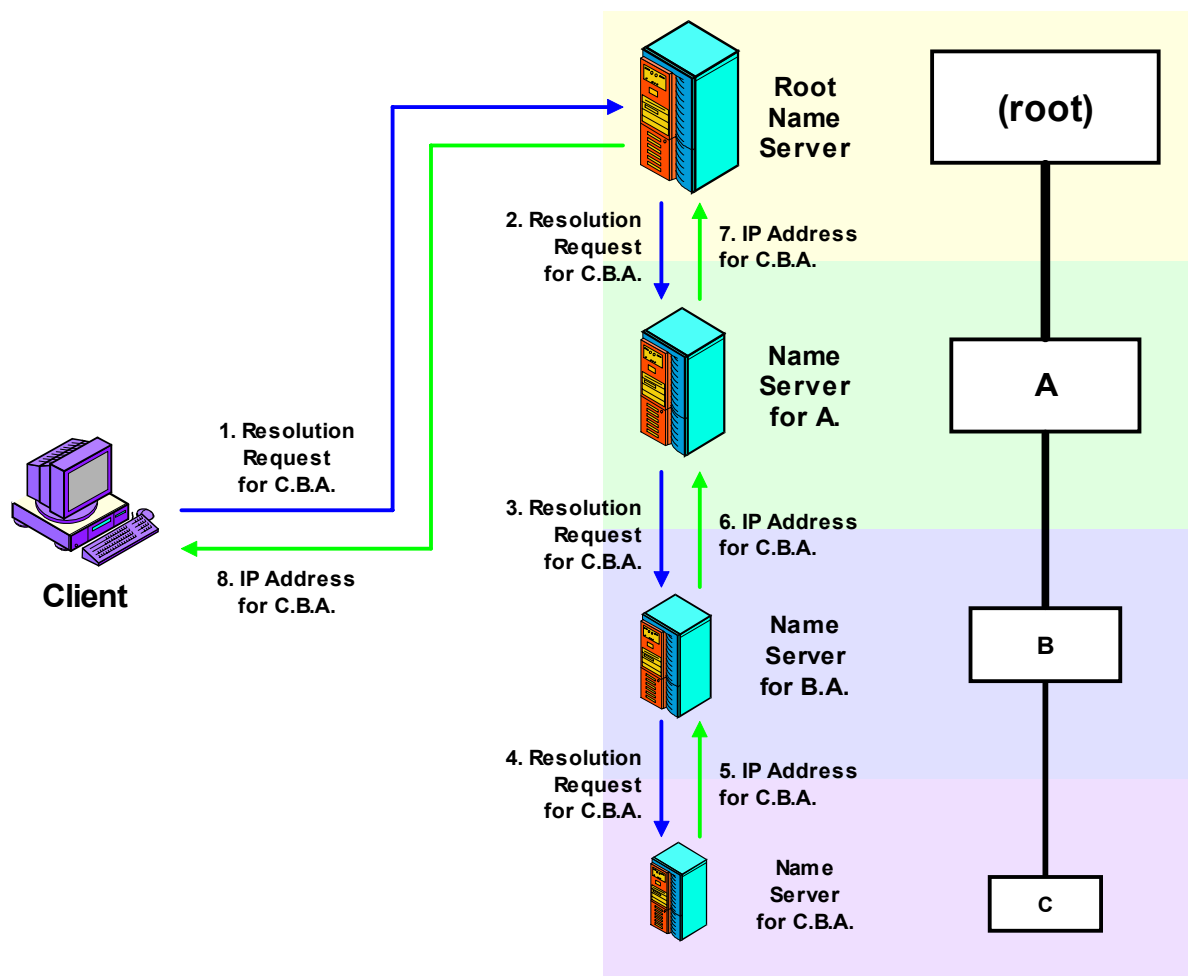 Root
Name
Server
(root)
2. Resolution
Request
for C.B.A.
7. IP Address
for C.B.A.
Name
Server
for A.
A
1. Resolution
Request
for C.B.A.
3. Resolution
Request
for C.B.A.
6. IP Address
for C.B.A.
8. IP Address
for C.B.A.
Client
Name
Server
for B.A.
B
4. Resolution
Request
for C.B.A.
5. IP Address
for C.B.A.
Name
Server
for C.B.A.
C